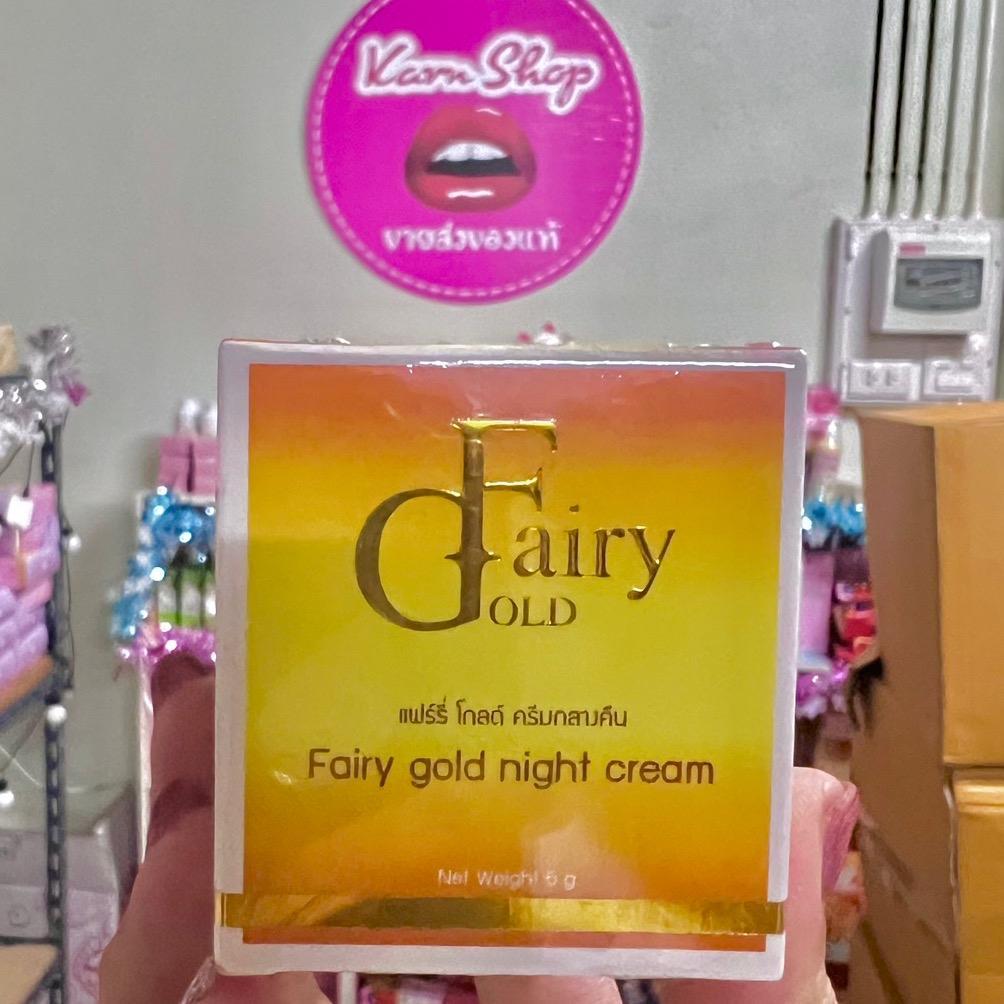 Karn Shop
ขายส่งของแท้
Fairy
GOLD
แฟร์รี่ โกลด์ ครีมกลางคืน
Fairy gold night cream
Net Weight 5 g